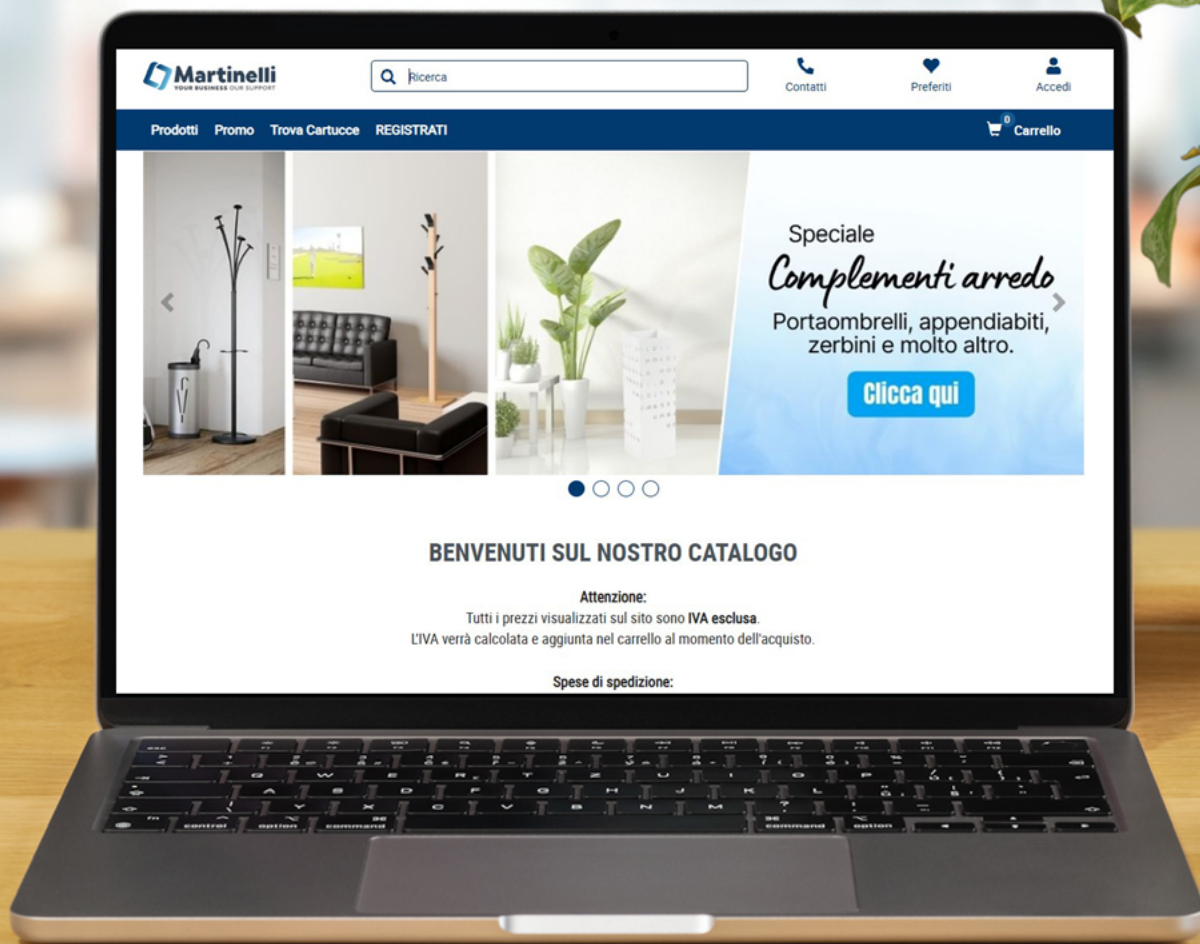 Martinelli
YOUR BUSINESS OUR SUPPORT
Ricerca
Contatti
Preferiti
Accedi
Prodotti Promo Trova Cartucce REGISTRATI
0 Carrello
Speciale
Complementi arredo
Portaombrelli, appendiabiti,
zerbini e molto altro.
Clicca qui
BENVENUTI SUL NOSTRO CATALOGO
Attenzione:
Tutti i prezzi visualizzati sul sito sono IVA esclusa.
L'IVA verrà calcolata e aggiunta nel carrello al momento dell'acquisto.
Spese di spedizione:
esc
Q W E R T Z U I O P
A S D F G H J K L
Y X C V B N M
fn control option command command option